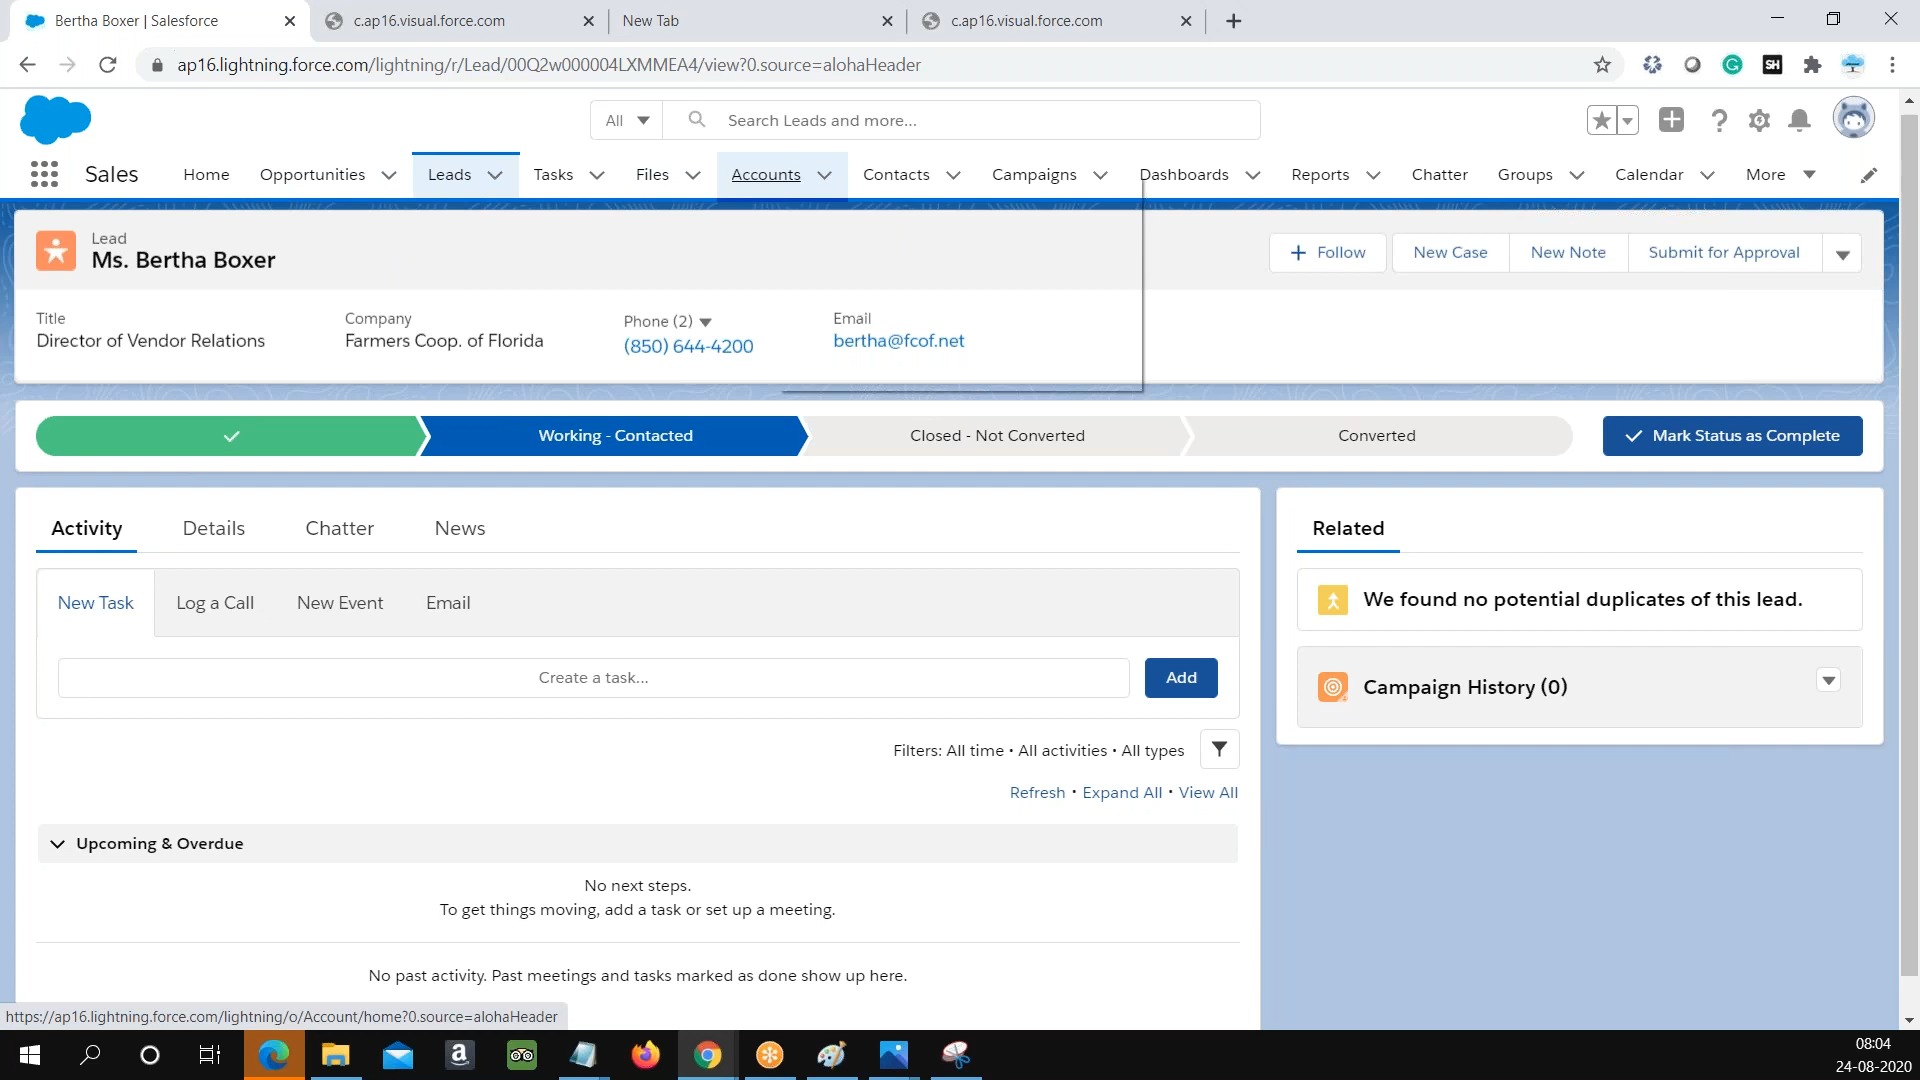 Bertha Boxer | Salesforce
c.ap16.visual.force.com
New Tab
c.ap16.visual.force.com
ap16.lightning.force.com/lightning/r/Lead/00Q2w000004LXMMEA4/view?0.source=alohaHeader
SH
All
Search Leads and more...
Sales
Home
Opportunities
Leads
Tasks
Files
Accounts
Contacts
Campaigns
Dashboards
Reports
Chatter
Groups
Calendar
More
Lead
Ms. Bertha Boxer
Follow
New Case
New Note
Submit for Approval
Title
Director of Vendor Relations
Company
Farmers Coop. of Florida
Phone (2)
(850) 644-4200
Email
bertha@fcof.net
Working - Contacted
Closed - Not Converted
Converted
Mark Status as Complete
Activity
Details
Chatter
News
Related
New Task
Log a Call
New Event
Email
We found no potential duplicates of this lead.
Create a task...
Add
Campaign History (0)
Filters: All time • All activities • All types
Refresh • Expand All • View All
Upcoming & Overdue
No next steps.
To get things moving, add a task or set up a meeting.
No past activity. Past meetings and tasks marked as done show up here.
https://ap16.lightning.force.com/lightning/o/Account/home?0.source=alohaHeader
08:04
24-08-2020